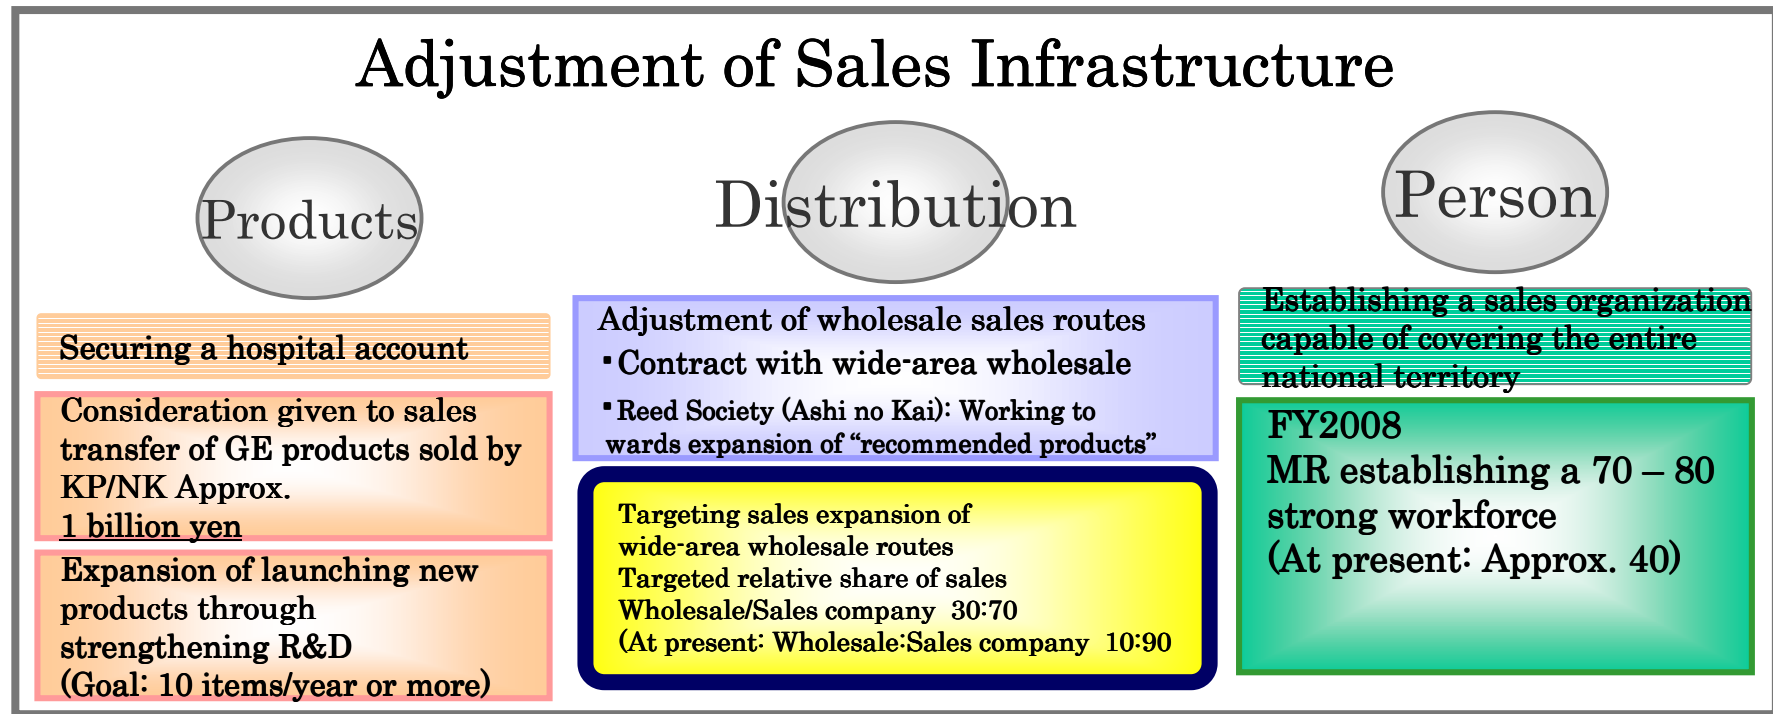 Adjustment of Sales Infrastructure
Products
Securing a hospital account
Consideration given to sales
transfer of GE products sold by
KP/NK Approx.
1 billion yen
Expansion of launching new
products through
strengthening R&D
(Goal: 10 items/year or more)
Distribution
Adjustment of wholesale sales routes
▪Contract with wide-area wholesale
▪Reed Society (Ashi no Kai): Working to
wards expansion of “recommended products”
Targeting sales expansion of
wide-area wholesale routes
Targeted relative share of sales
Wholesale/Sales company 30:70
(At present: Wholesale:Sales company 10:90
Person
Establishing a sales organization
capable of covering the entire
national territory
FY2008
MR establishing a 70 – 80
strong workforce
(At present: Approx. 40)